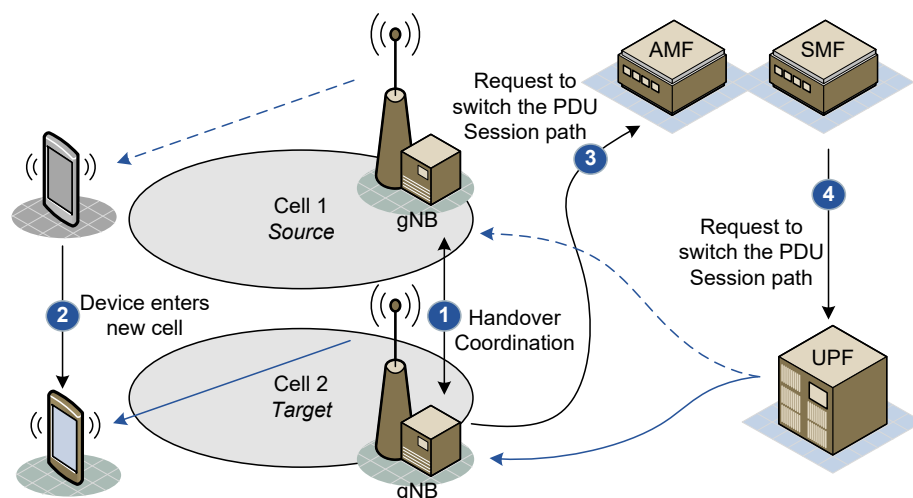 AMF
SMF
Request to
switch the PDU
Session path
3
Cell 1
Source
gNB
4
Request to
switch the PDU
Session path
2
Device enters
new cell
1
Handover
Coordination
UPF
Cell 2
Target
gNB